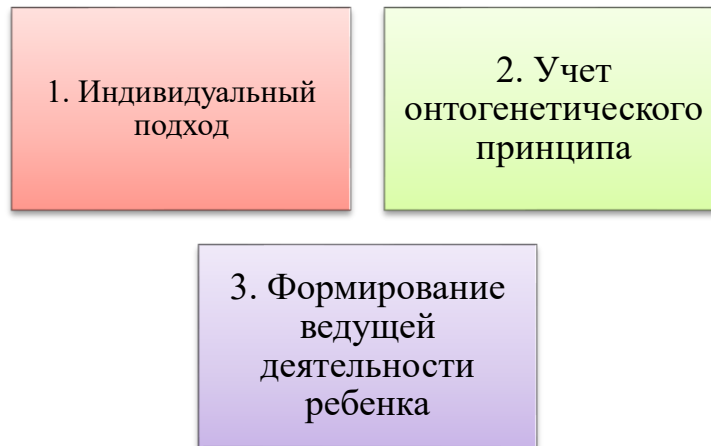 1. Индивидуальный
подход
2. Учет
онтогенетического
принципа
3. Формирование
ведущей
деятельности
ребенка